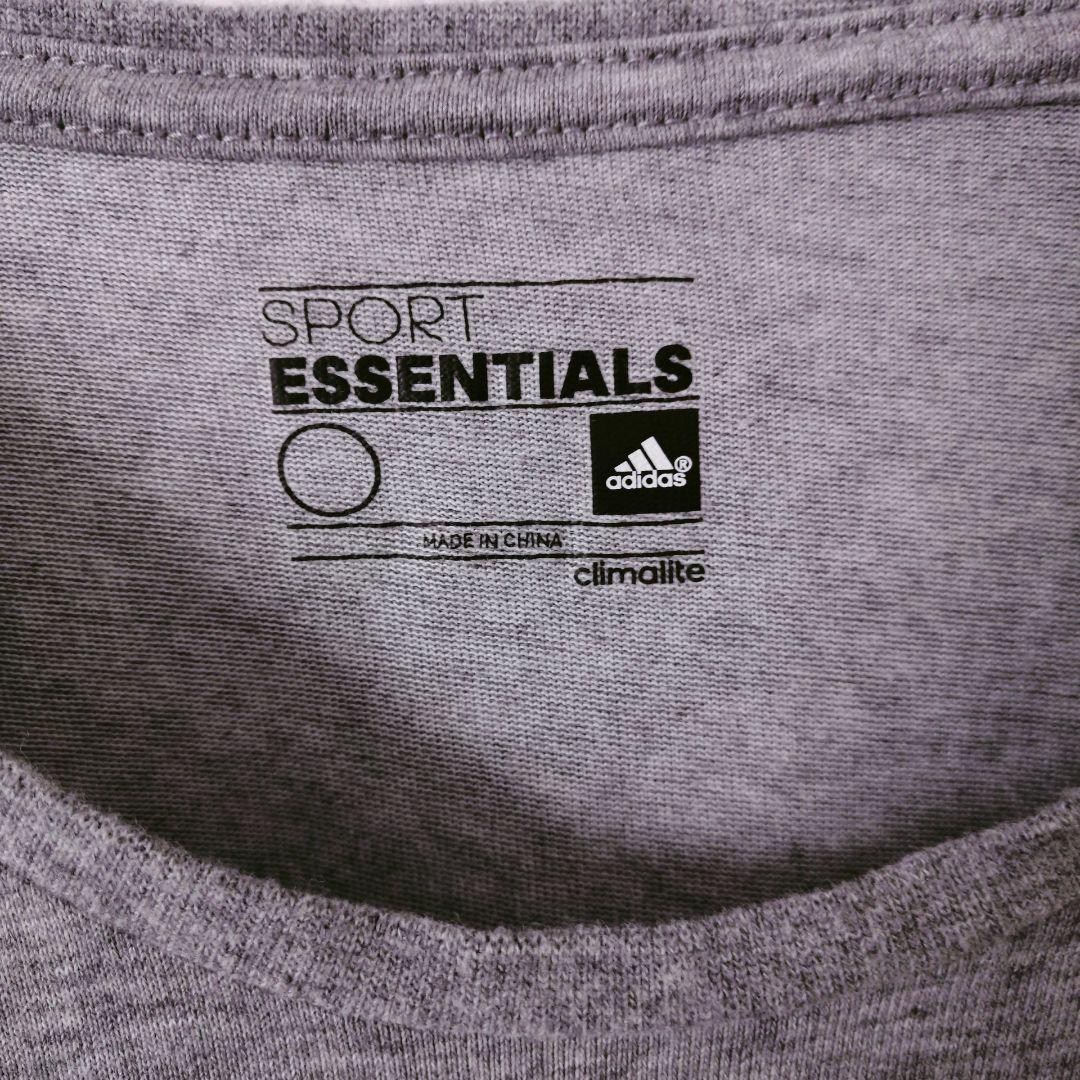 SPORT
ESSENTIALS
adidas®
MADE IN CHINA
climalite